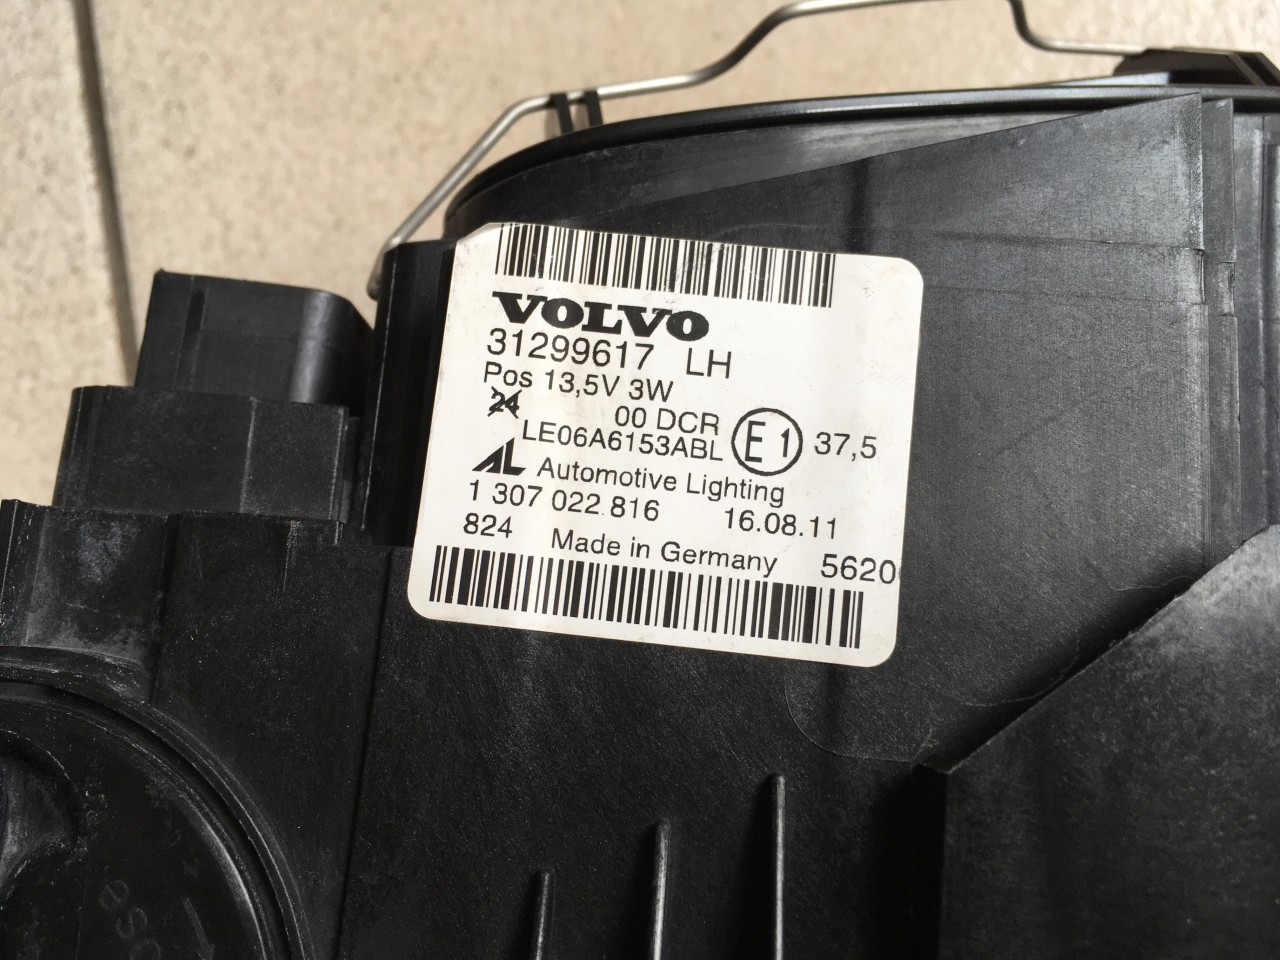 VOLVO
31299617 LH
Pos 13,5V 3W
24 00 DCR
LE06A6153ABL E1 37,5
AL Automotive Lighting
1 307 022 816 16.08.11
824 Made in Germany 5620